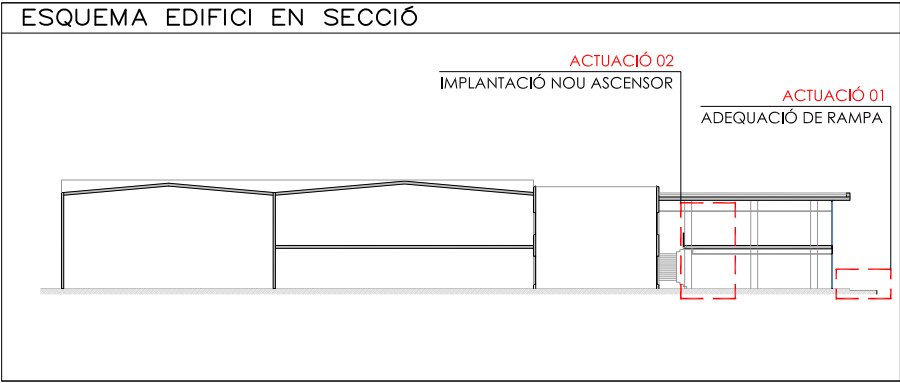 ESQUEMA EDIFICI EN SECCIÓ
ACTUACIÓ 02
IMPLANTACIÓ NOU ASCENSOR
ACTUACIÓ 01
ADEQUACIÓ DE RAMPA